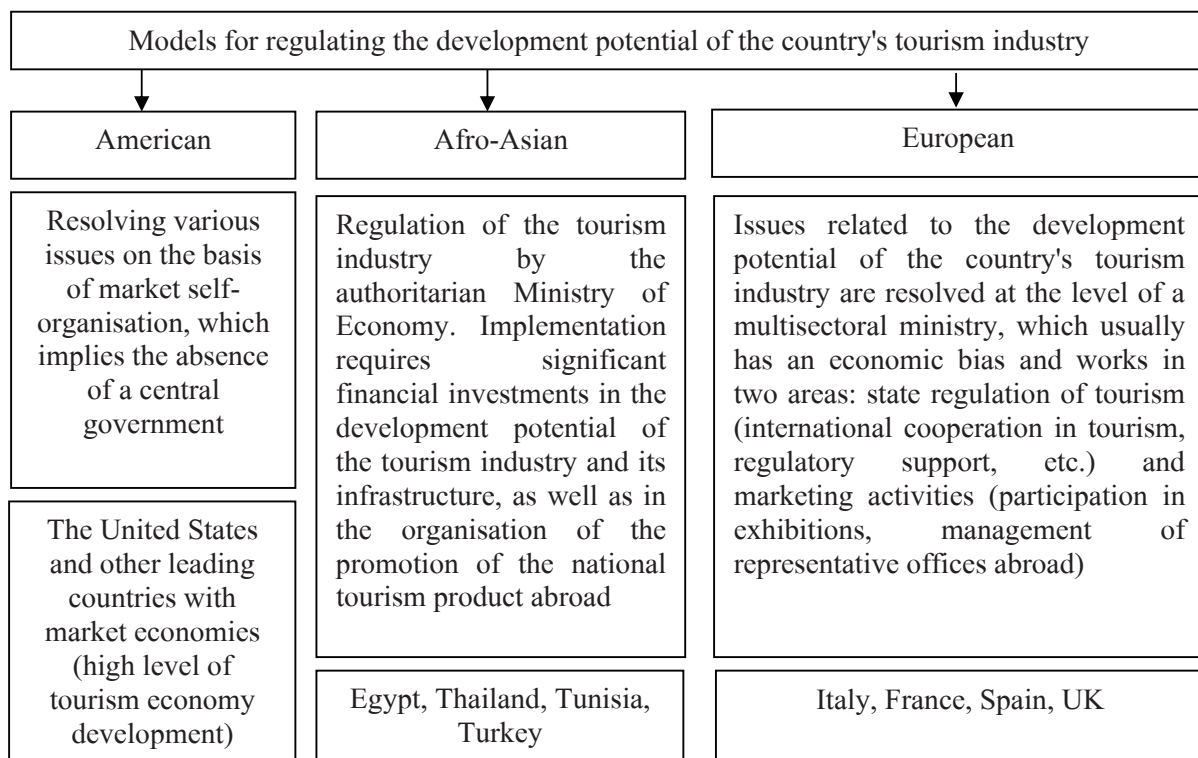 Models for regulating the development potential of the country's tourism industry
American
Afro-Asian
European
Resolving various
issues on the basis
of market self-
organisation, which
implies the absence
of a central
government
The United States
and other leading
countries with
market economies
(high level of
tourism economy
development)
Regulation of the tourism
industry by the
authoritarian Ministry of
Economy. Implementation
requires significant
financial investments in the
development potential of
the tourism industry and its
infrastructure, as well as in
the organisation of the
promotion of the national
tourism product abroad
Egypt, Thailand, Tunisia,
Turkey
Issues related to the development
potential of the country's tourism
industry are resolved at the level of a
multisectoral ministry, which usually
has an economic bias and works in
two areas: state regulation of tourism
(international cooperation in tourism,
regulatory support, etc.) and
marketing activities (participation in
exhibitions, management of
representative offices abroad)
Italy, France, Spain, UK